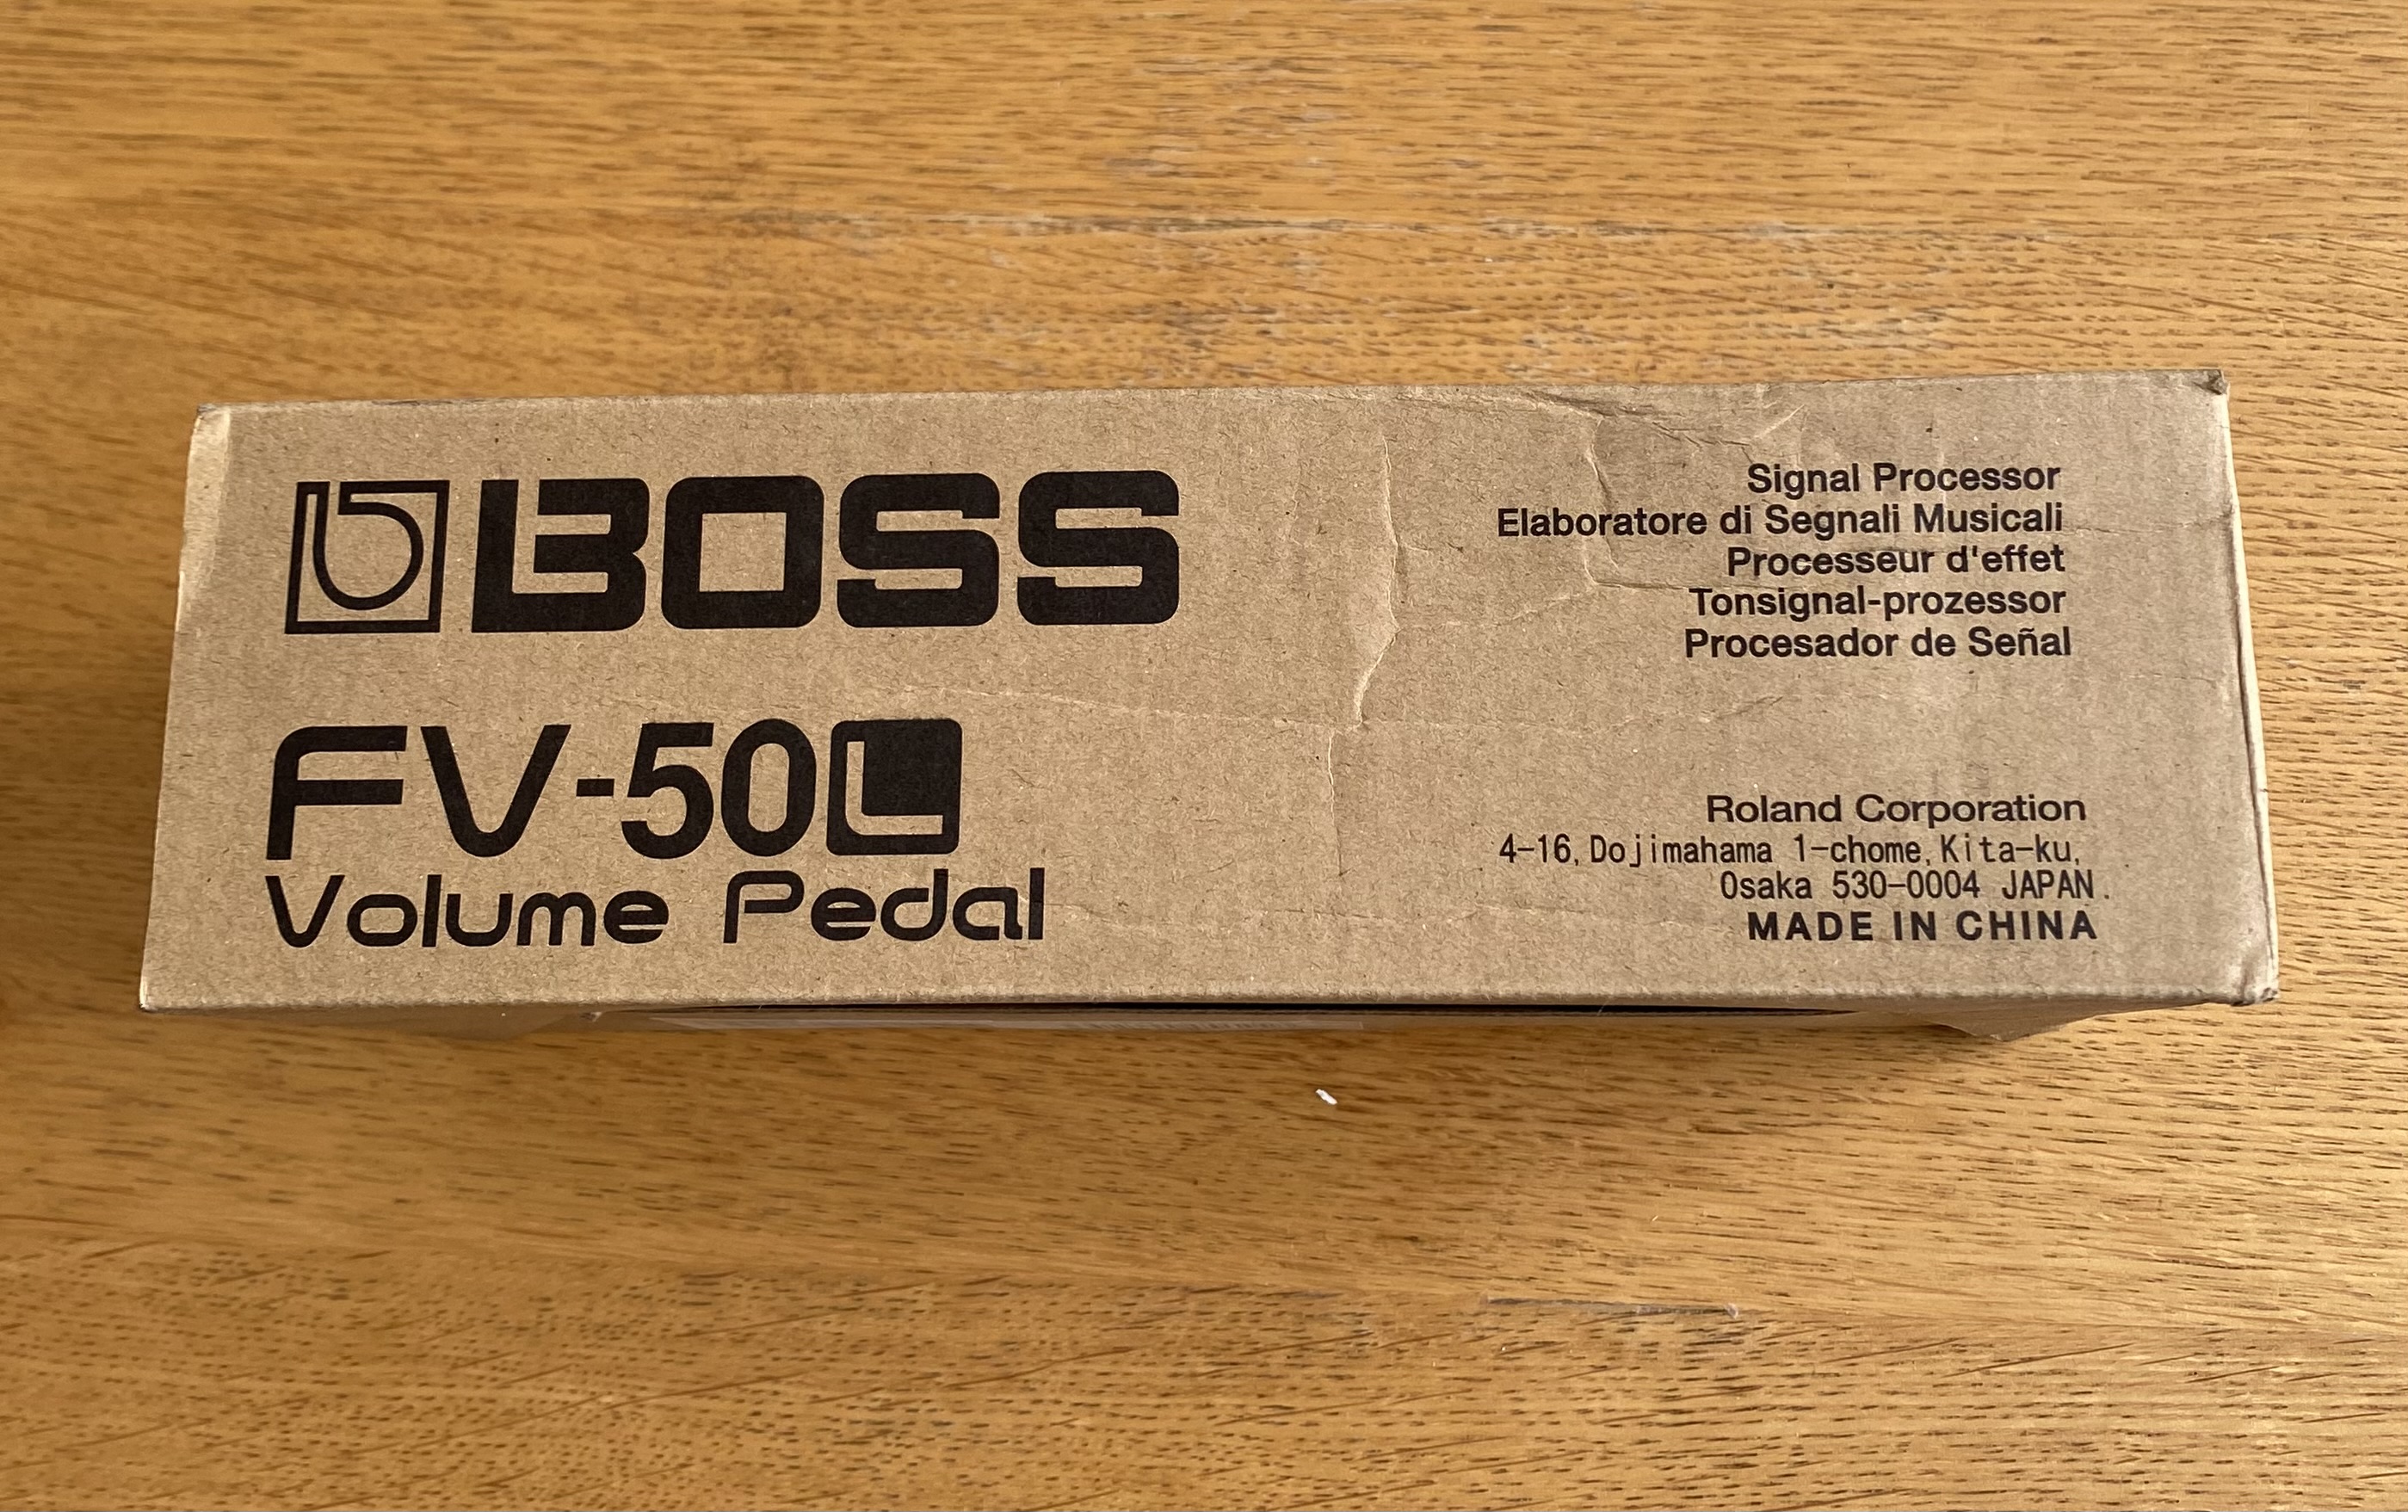 BOSS
FV-50L
Volume Pedal
Signal Processor
Elaboratore di Segnali Musicali
Processeur d'effet
Tonsignal-prozessor
Procesador de Señal
Roland Corporation
4-16, Dojimahama 1-chome, Kita-ku,
Osaka 530-0004 JAPAN.
MADE IN CHINA